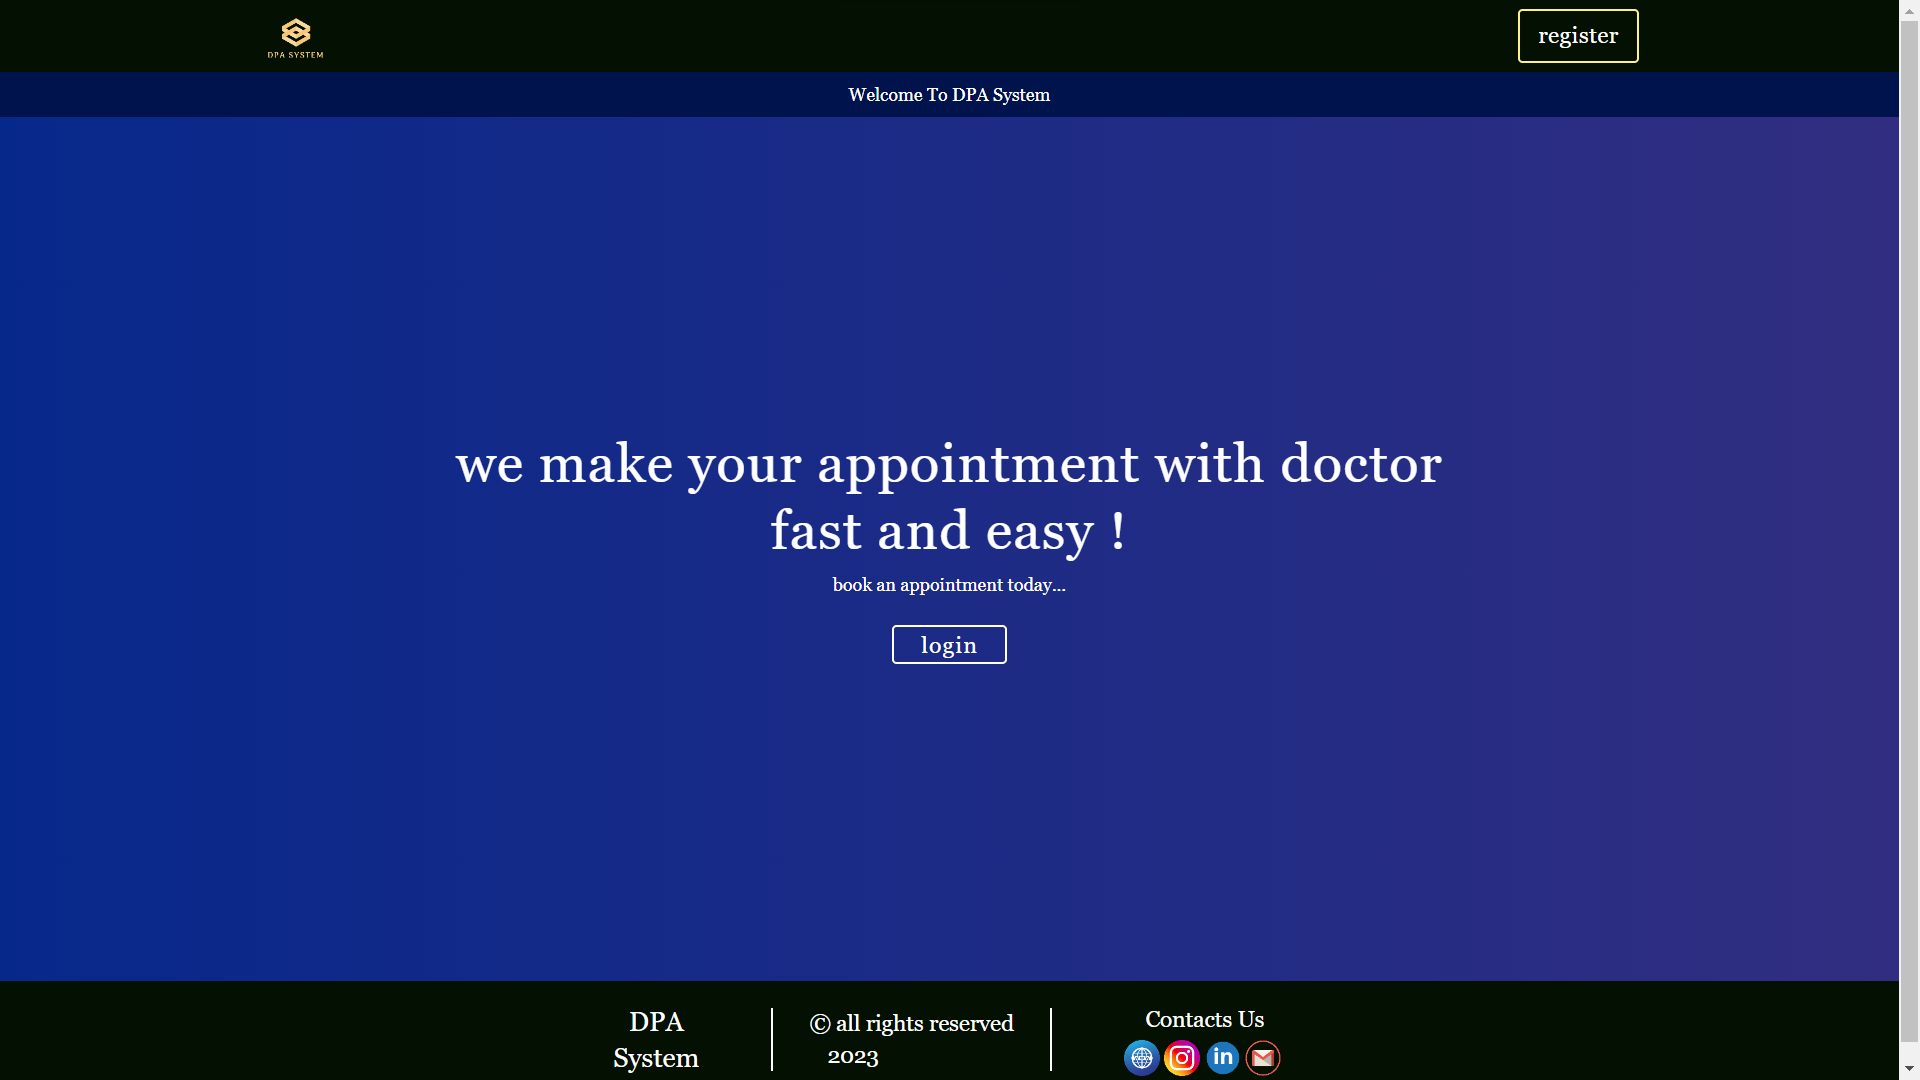 DPA SYSTEM
register
Welcome To DPA System
we make your appointment with doctor
fast and easy !
book an appointment today...
login
DPA
System
© all rights reserved
2023
Contacts Us
in